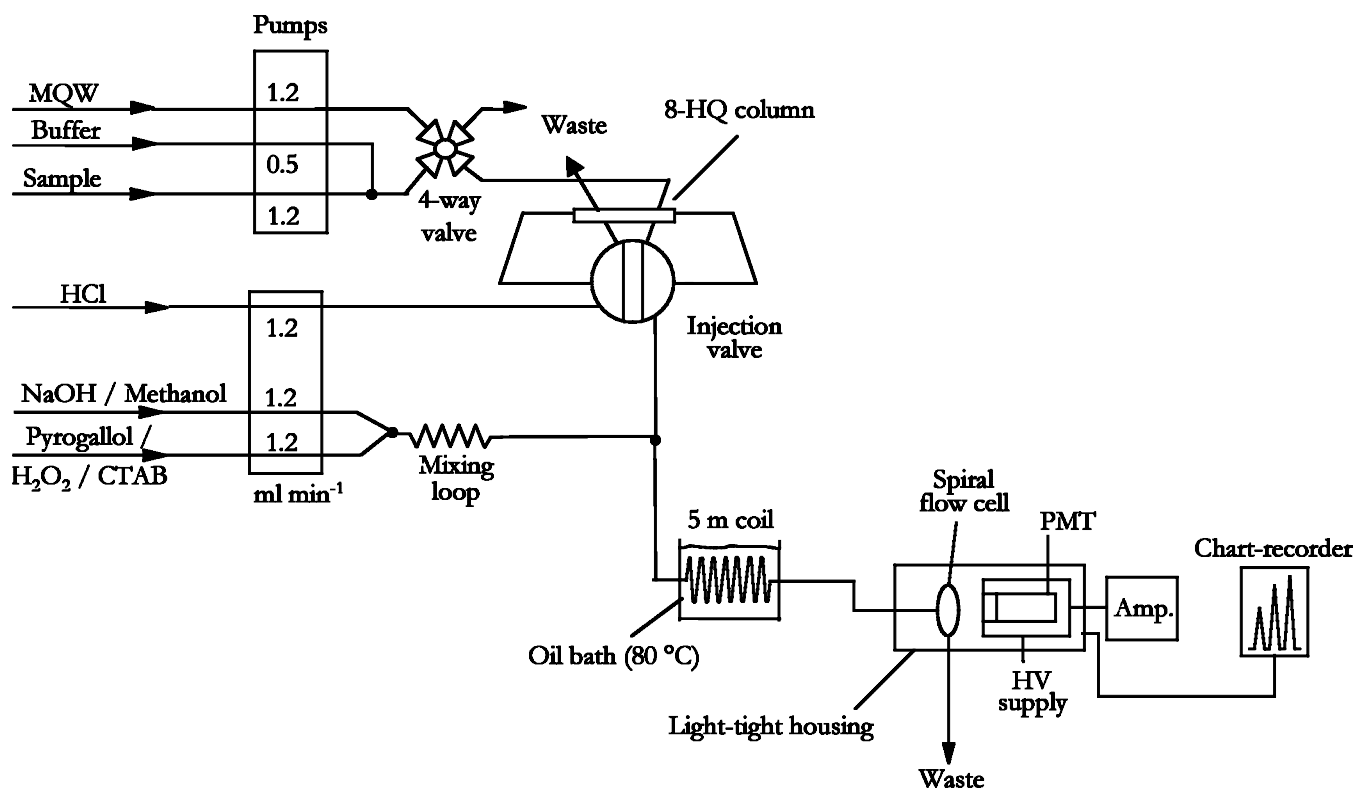 Pumps
MQW
1.2
Buffer
0.5
Sample
1.2
4-way
valve
Waste
8-HQ column
HCl
1.2
Injection
valve
NaOH / Methanol
1.2
Pyrogallol /
H₂O₂ / CTAB
1.2
ml min⁻¹
Mixing
loop
5 m coil
Oil bath (80 °C)
Spiral
flow cell
PMT
Chart-recorder
Amp.
HV
supply
Light-tight housing
Waste